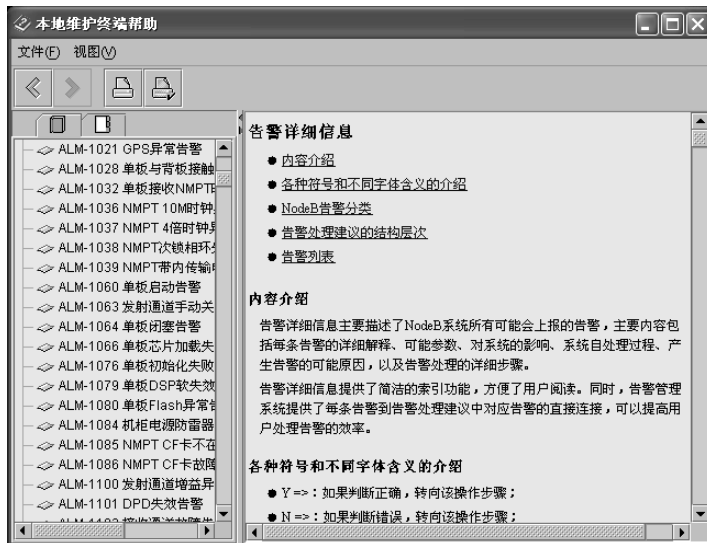 本地维护终端帮助
文件(F) 视图(V)
ALM-1021 GPS异常告警
ALM-1028 单板与背板接触
ALM-1032 单板接收NMPT
ALM-1036 NMPT 10M时钟
ALM-1037 NMPT 4倍时钟
ALM-1038 NMPT次锁相环
ALM-1039 NMPT带内传输
ALM-1060 单板启动告警
ALM-1063 发射通道手动关
ALM-1064 单板闭塞告警
ALM-1066 单板芯片加载失
ALM-1076 单板初始化失败
ALM-1079 单板DSP软失效
ALM-1080 单板Flash异常
ALM-1084 机柜电源防雷器
ALM-1085 NMPT CF卡不在
ALM-1086 NMPT CF卡故障
ALM-1100 发射通道增益异
ALM-1101 DPD失效告警
告警详细信息
● 内容介绍
● 各种符号和不同字体含义的介绍
● NodeB告警分类
● 告警处理建议的结构层次
● 告警列表
内容介绍
告警详细信息主要描述了NodeB系统所有可能会上报的告警，主要内容包
括每条告警的详细解释、可能参数、对系统的影响、系统自处理过程、产
生告警的可能原因，以及告警处理的详细步骤。
告警详细信息提供了简洁的索引功能，方便了用户阅读。同时，告警管理
系统提供了每条告警到告警处理建议中对应告警的直接连接，可以提高用
户处理告警的效率。
各种符号和不同字体含义的介绍
● Y =>：如果判断正确，转向该操作步骤；
● N =>：如果判断错误，转向该操作步骤；